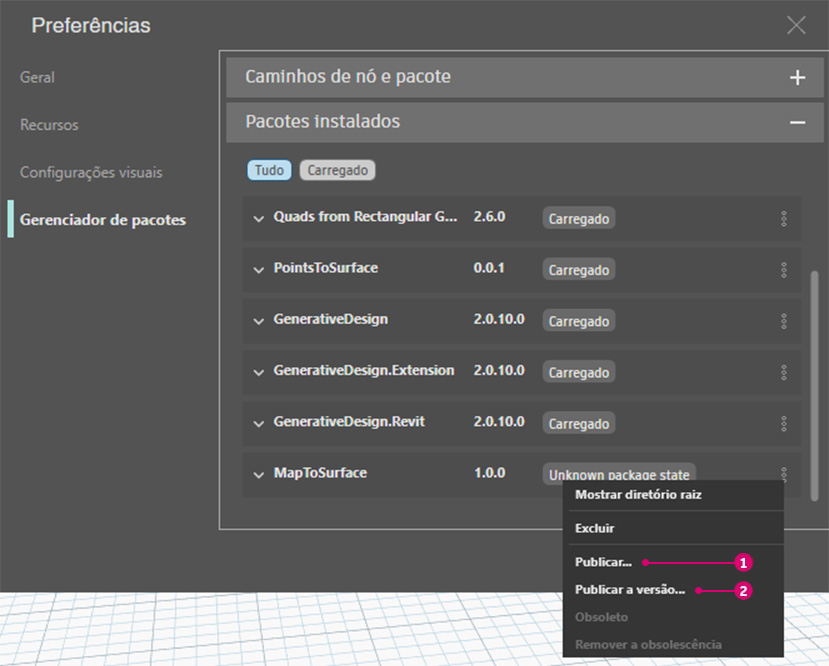 Preferências
Geral
Recursos
Configurações visuais
Gerenciador de pacotes
Caminhos de nó e pacote
Pacotes instalados
Tudo Carregado
Quads from Rectangular G... 2.6.0 Carregado
PointsToSurface 0.0.1 Carregado
GenerativeDesign 2.0.10.0 Carregado
GenerativeDesign.Extension 2.0.10.0 Carregado
GenerativeDesign.Revit 2.0.10.0 Carregado
MapToSurface 1.0.0 Unknown package state
Mostrar diretório raiz
Excluir
Publicar... 1
Publicar a versão... 2
Obsoleto
Remover a obsolescência